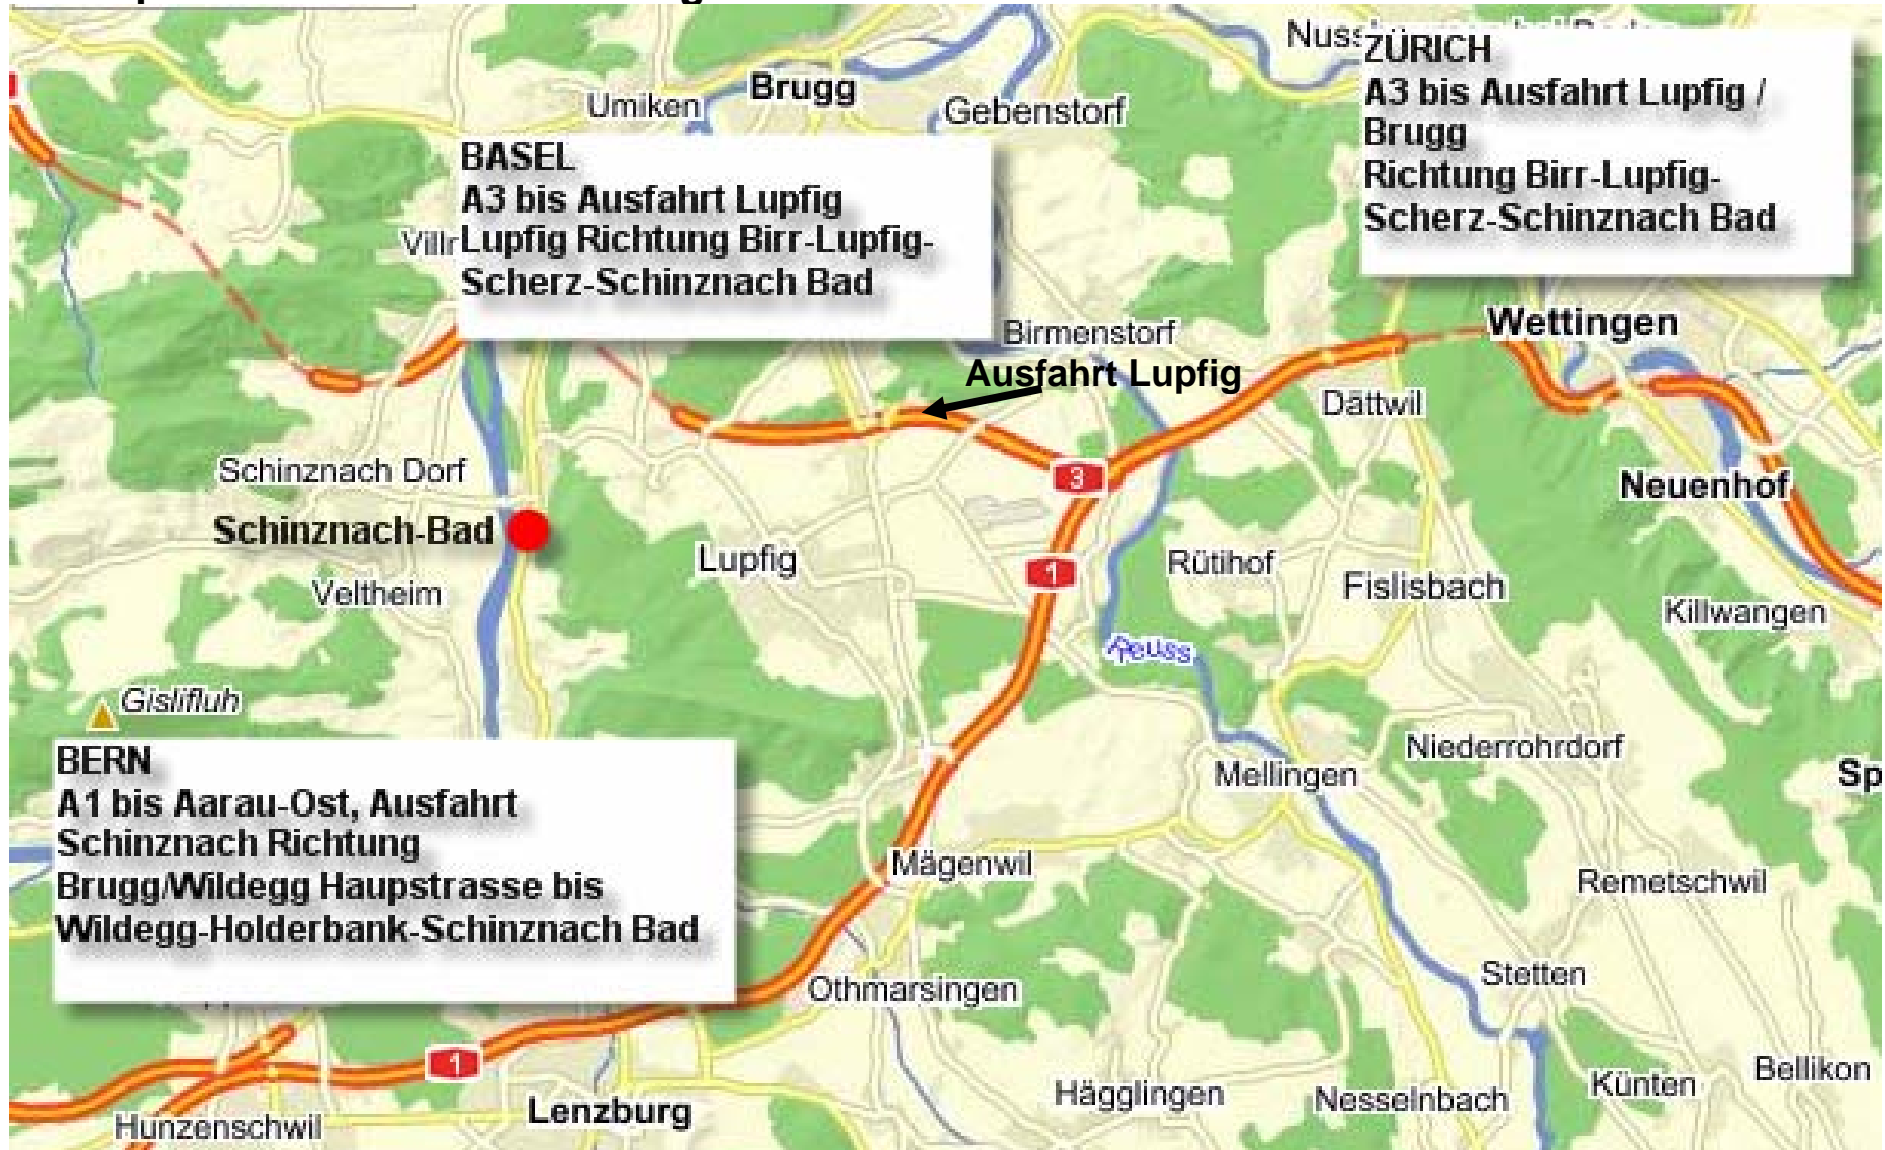 Umiken
Brugg
Gebenstorf
ZÜRICH
A3 bis Ausfahrt Lupfig /
Brugg
Richtung Birr-Lupfig-
Scherz-Schinznach Bad
BASEL
A3 bis Ausfahrt Lupfig
Lupfig Richtung Birr-Lupfig-
Scherz-Schinznach Bad
Birmenstorf
Wettingen
Ausfahrt Lupfig
Dättwil
Schinznach Dorf
3
Neuenhof
Schinznach-Bad
Lupfig
1
Rütihof
Fislisbach
Veltheim
Killwangen
Reuss
Gislifluh
BERN
A1 bis Aarau-Ost, Ausfahrt
Schinznach Richtung
Brugg/Wildegg Haupstrasse bis
Wildegg-Holderbank-Schinznach Bad
Niederrohrdorf
Mellingen
Sp
Mägenwil
Remetschwil
Othmarsingen
Stetten
1
Hägglingen
Nesselnbach
Künten
Bellikon
Lenzburg
Hunzenschwil